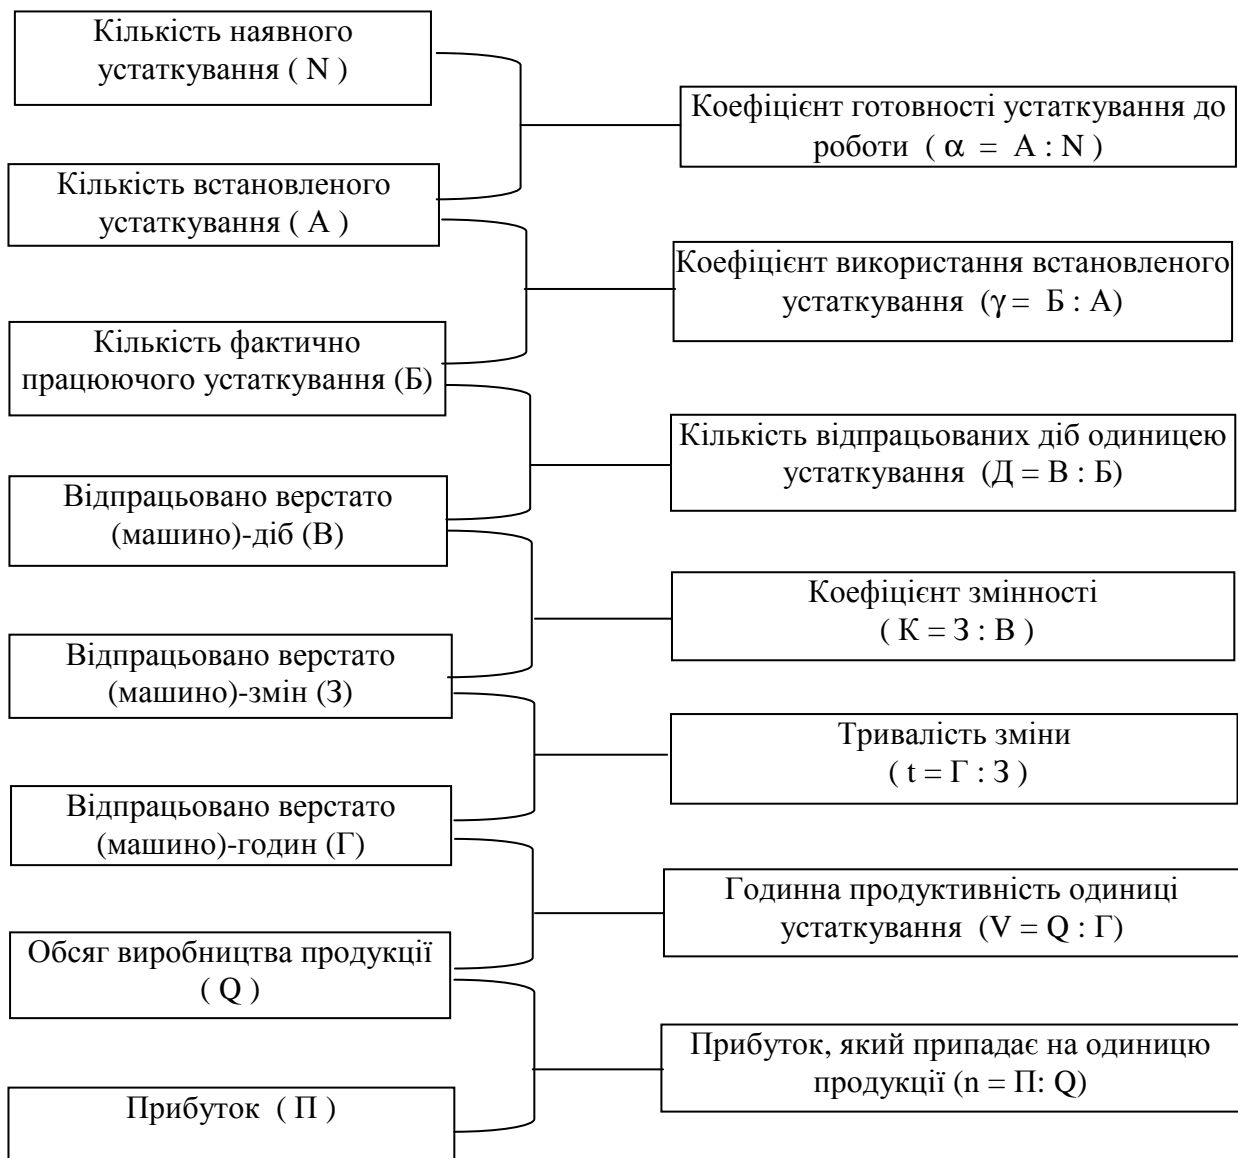 Кількість наявного
устаткування ( N )
Коефіцієнт готовності устаткування до
роботи ( α = А : N )
Кількість встановленого
устаткування ( А )
Коефіцієнт використання встановленого
устаткування (γ = Б : А)
Кількість фактично
працюючого устаткування (Б)
Кількість відпрацьованих діб одиницею
устаткування (Д = В : Б)
Відпрацьовано верстато
(машино)-діб (В)
Коефіцієнт змінності
( К = З : В )
Відпрацьовано верстато
(машино)-змін (З)
Тривалість зміни
( t = Г : З )
Відпрацьовано верстато
(машино)-годин (Г)
Годинна продуктивність одиниці
устаткування (V = Q : Г)
Обсяг виробництва продукції
( Q )
Прибуток, який припадає на одиницю
продукції (n = П: Q)
Прибуток ( П )